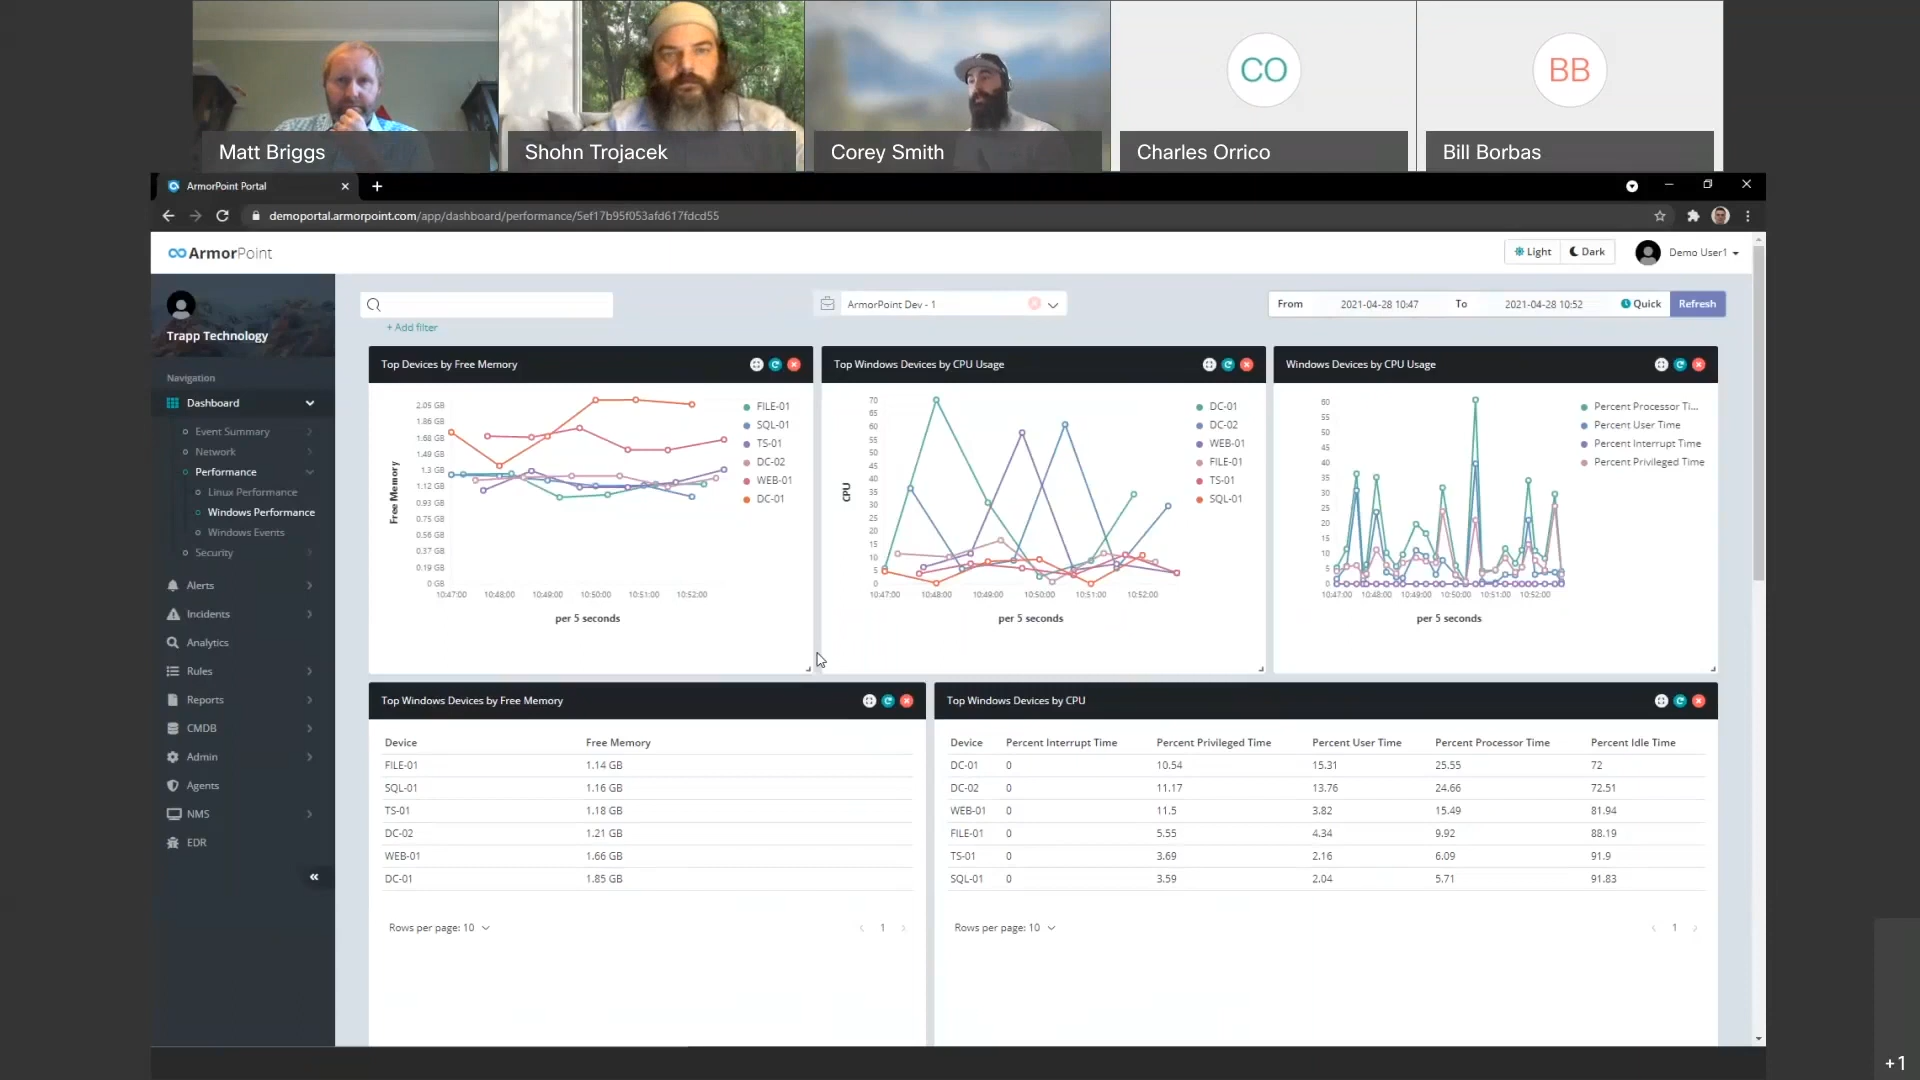 CO
BB
Matt Briggs
Shohn Trojacek
Corey Smith
Charles Orrico
Bill Borbas
ArmorPoint Portal
demoportal.armorpoint.com/app/dashboard/performance/5ef17b95f053afd617fdcd55
ArmorPoint
Light
Dark
Demo User1
Trapp Technology
Navigation
Dashboard
Event Summary
Network
Performance
Linux Performance
Windows Performance
Windows Events
Security
Alerts
Incidents
Analytics
Rules
Reports
CMDB
Admin
Agents
NMS
EDR
+ Add filter
ArmorPoint Dev - 1
From 2021-04-28 10:47 To 2021-04-28 10:52 Quick Refresh
Top Devices by Free Memory
Free Memory
2.05 GB
1.86 GB
1.68 GB
1.49 GB
1.3 GB
1.12 GB
0.93 GB
0.75 GB
0.56 GB
0.37 GB
0.19 GB
0 GB
10:47:00 10:48:00 10:49:00 10:50:00 10:51:00 10:52:00
per 5 seconds
FILE-01
SQL-01
TS-01
DC-02
WEB-01
DC-01
Top Windows Devices by CPU Usage
CPU
70
65
60
55
50
45
40
35
30
25
20
15
10
5
0
10:47:00 10:48:00 10:49:00 10:50:00 10:51:00 10:52:00
per 5 seconds
DC-01
DC-02
WEB-01
FILE-01
TS-01
SQL-01
Windows Devices by CPU Usage
60
55
50
45
40
35
30
25
20
15
10
5
0
10:47:00 10:48:00 10:49:00 10:50:00 10:51:00 10:52:00
per 5 seconds
Percent Processor Ti...
Percent User Time
Percent Interrupt Time
Percent Privileged Time
Top Windows Devices by Free Memory
Device Free Memory
FILE-01 1.14 GB
SQL-01 1.16 GB
TS-01 1.18 GB
DC-02 1.21 GB
WEB-01 1.66 GB
DC-01 1.85 GB
Rows per page: 10
1
Top Windows Devices by CPU
Device Percent Interrupt Time Percent Privileged Time Percent User Time Percent Processor Time Percent Idle Time
DC-01 0 10.54 15.31 25.55 72
DC-02 0 11.17 13.76 24.66 72.51
WEB-01 0 11.5 3.82 15.49 81.94
FILE-01 0 5.55 4.34 9.92 88.19
TS-01 0 3.69 2.16 6.09 91.9
SQL-01 0 3.59 2.04 5.71 91.83
Rows per page: 10
1
+1